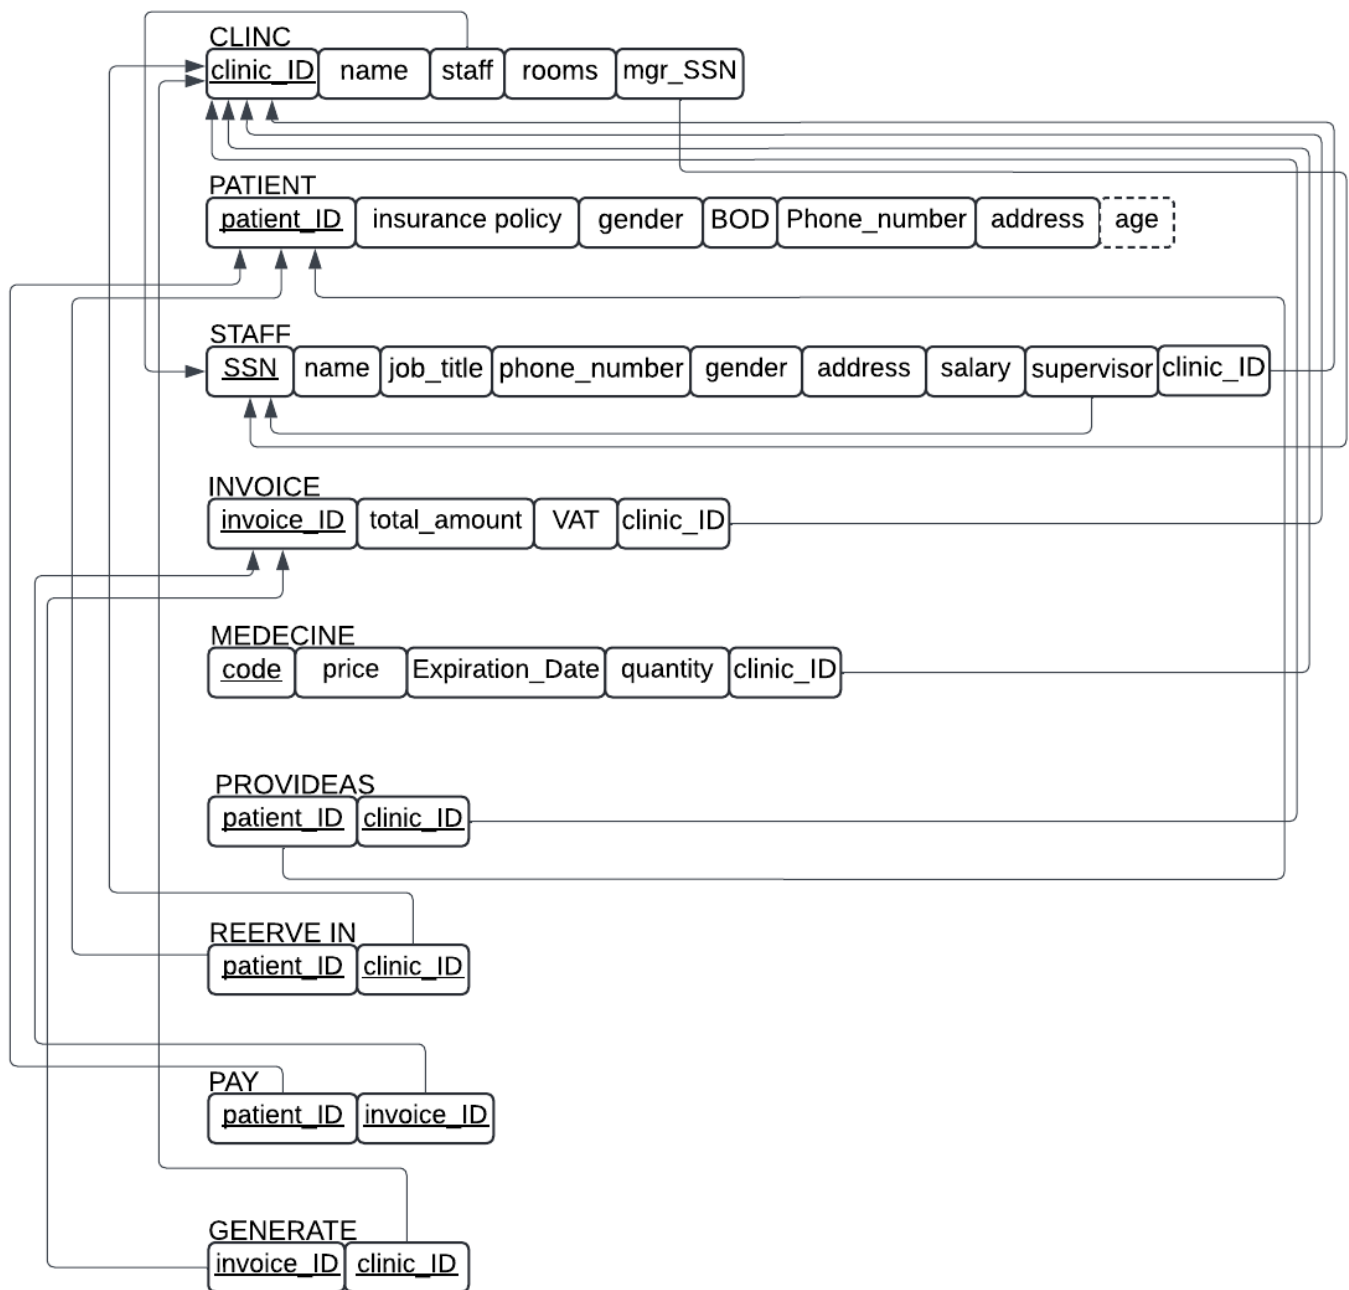 CLINC
clinic_ID name staff rooms mgr_SSN
PATIENT
patient_ID insurance policy gender BOD Phone_number address age
STAFF
SSN name job_title phone_number gender address salary supervisor clinic_ID
INVOICE
invoice_ID total_amount VAT clinic_ID
MEDECINE
code price Expiration_Date quantity clinic_ID
PROVIDEAS
patient_ID clinic_ID
REERVE IN
patient_ID clinic_ID
PAY
patient_ID invoice_ID
GENERATE
invoice_ID clinic_ID